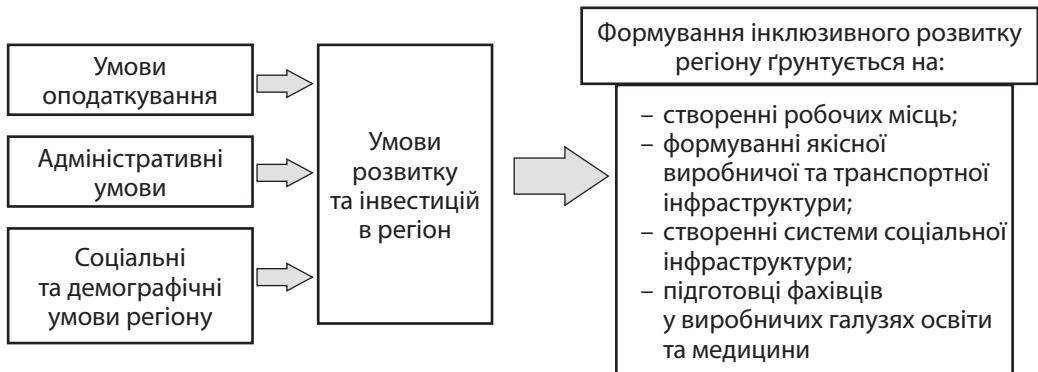 Умови
оподаткування
Адміністративні
умови
Соціальні
та демографічні
умови регіону
Умови
розвитку
та інвестицій
в регіон
Формування інклюзивного розвитку
регіону ґрунтується на:
– створенні робочих місць;
– формуванні якісної
виробничої та транспортної
інфраструктури;
– створенні системи соціальної
інфраструктури;
– підготовці фахівців
у виробничих галузях освіти
та медицини